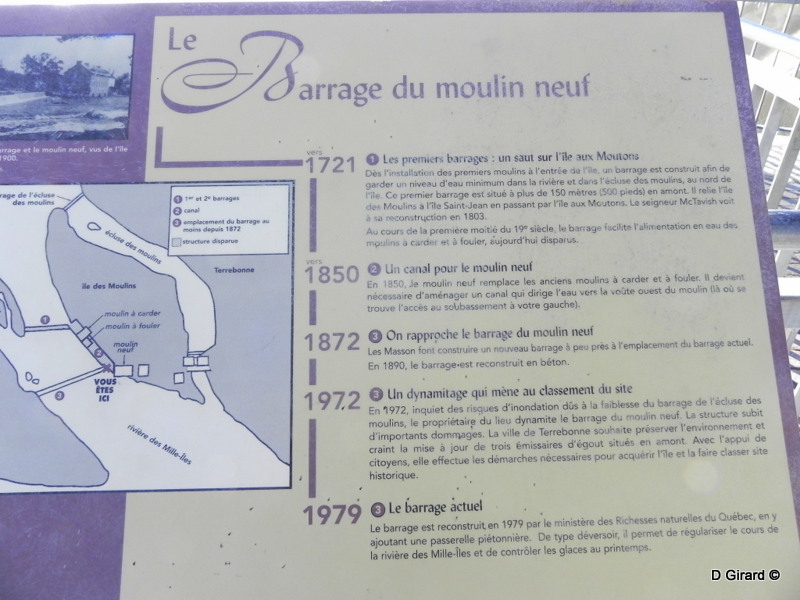 Le
Barrage du moulin neuf
arrage et le moulin neuf, vus de l'île
1900.
vers
1721
1 Les premiers barrages : un saut sur l'île aux Moutons
Dès l'installation des premiers moulins à l'entrée de l'île, un barrage est construit afin de
garder un niveau d'eau minimum dans la rivière et dans l'écluse des moulins, au nord de
l'île. Ce premier barrage est situé à plus de 150 mètres (500 pieds) en amont. Il relie l'île
des Moulins à l'île Saint-Jean en passant par l'île aux Moutons. Le seigneur McTavish voit
à sa reconstruction en 1803.
Au cours de la première moitié du 19e siècle, le barrage facilite l'alimentation en eau des
moulins à carder et à fouler, aujourd'hui disparus.
vers
1850
2 Un canal pour le moulin neuf
En 1850, le moulin neuf remplace les anciens moulins à carder et à fouler. Il devient
nécessaire d'aménager un canal qui dirige l'eau vers la voûte ouest du moulin (là où se
trouve l'accès au soubassement à votre gauche).
1872
3 On rapproche le barrage du moulin neuf
Les Masson font construire un nouveau barrage à peu près à l'emplacement du barrage actuel.
En 1890, le barrage est reconstruit en béton.
1972
3 Un dynamitage qui mène au classement du site
En 1972, inquiet des risques d'inondation dûs à la faiblesse du barrage de l'écluse des
moulins, le propriétaire du lieu dynamite le barrage du moulin neuf. La structure subit
d'importants dommages. La ville de Terrebonne souhaite préserver l'environnement et
craint la mise à jour de trois émissaires d'égout situés en amont. Avec l'appui de
citoyens, elle effectue les démarches nécessaires pour acquérir l'île et la faire classer site
historique.
1979
3 Le barrage actuel
Le barrage est reconstruit en 1979 par le ministère des Richesses naturelles du Québec, en y
ajoutant une passerelle piétonnière. De type déversoir, il permet de régulariser le cours de
la rivière des Mille-Îles et de contrôler les glaces au printemps.
rage de l'écluse
des moulins
1 1er et 2e barrages
2 canal
3 emplacement du barrage au
moins depuis 1872
structure disparue
écluse des moulins
Terrebonne
île des Moulins
moulin à carder
moulin à fouler
moulin
neuf
1
2
VOUS
ÊTES
ICI
3
rivière des Mille-Îles
D Girard ©